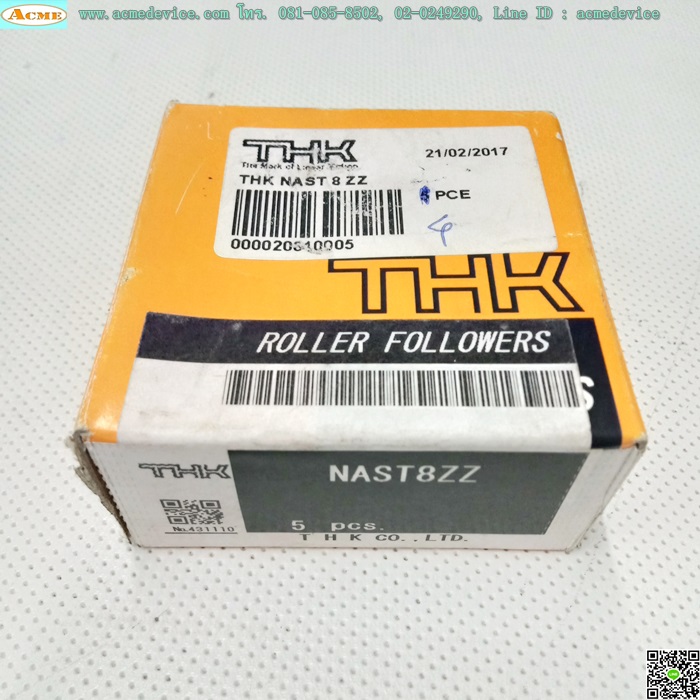 ACME
www.acmedevice.com โทร. 081-085-8502, 02-0249290, Line ID : acmedevice
THK
The Mark of Linear Motion
21/02/2017
THK NAST 8 ZZ
PCE
4
THK
ROLLER FOLLOWERS
S
THK
NAST8ZZ
No.431110
5 pcs.
THK CO.,LTD.